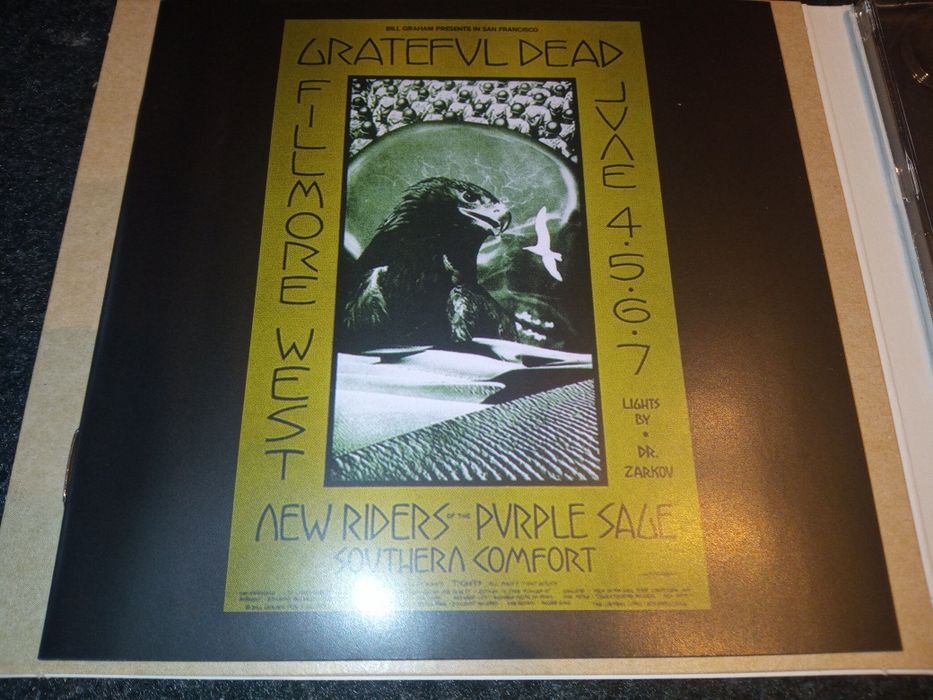 BILL GRAHAM PRESENTS IN SAN FRANCISCO
GRATEFUL DEAD
FILLMORE WEST
JUNE 4·5·6·7
LIGHTS
BY
•
DR.
ZARKOV
NEW RIDERS OF THE PURPLE SAGE
SOUTHERN COMFORT
TICKETS